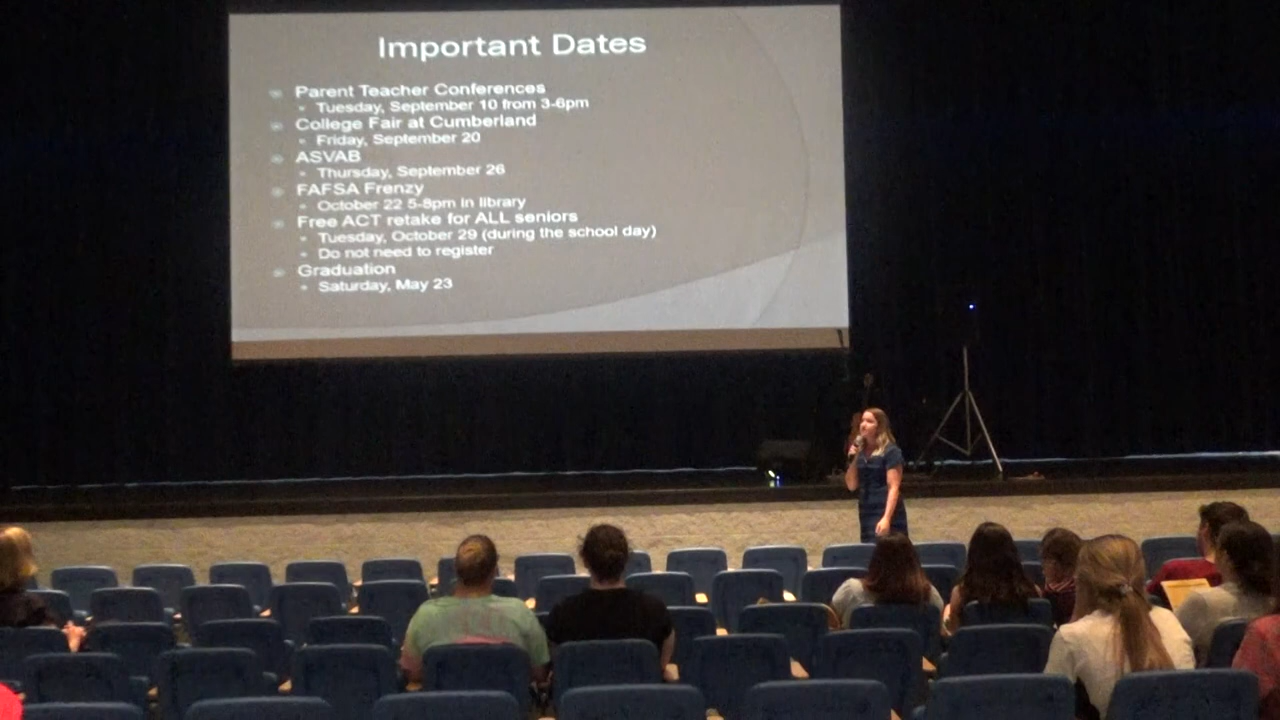 Important Dates
Parent Teacher Conferences
Tuesday, September 10 from 3-6pm
College Fair at Cumberland
Friday, September 20
ASVAB
Thursday, September 26
FAFSA Frenzy
October 22 5-8pm in library
Free ACT retake for ALL seniors
Tuesday, October 29 (during the school day)
Do not need to register
Graduation
Saturday, May 23